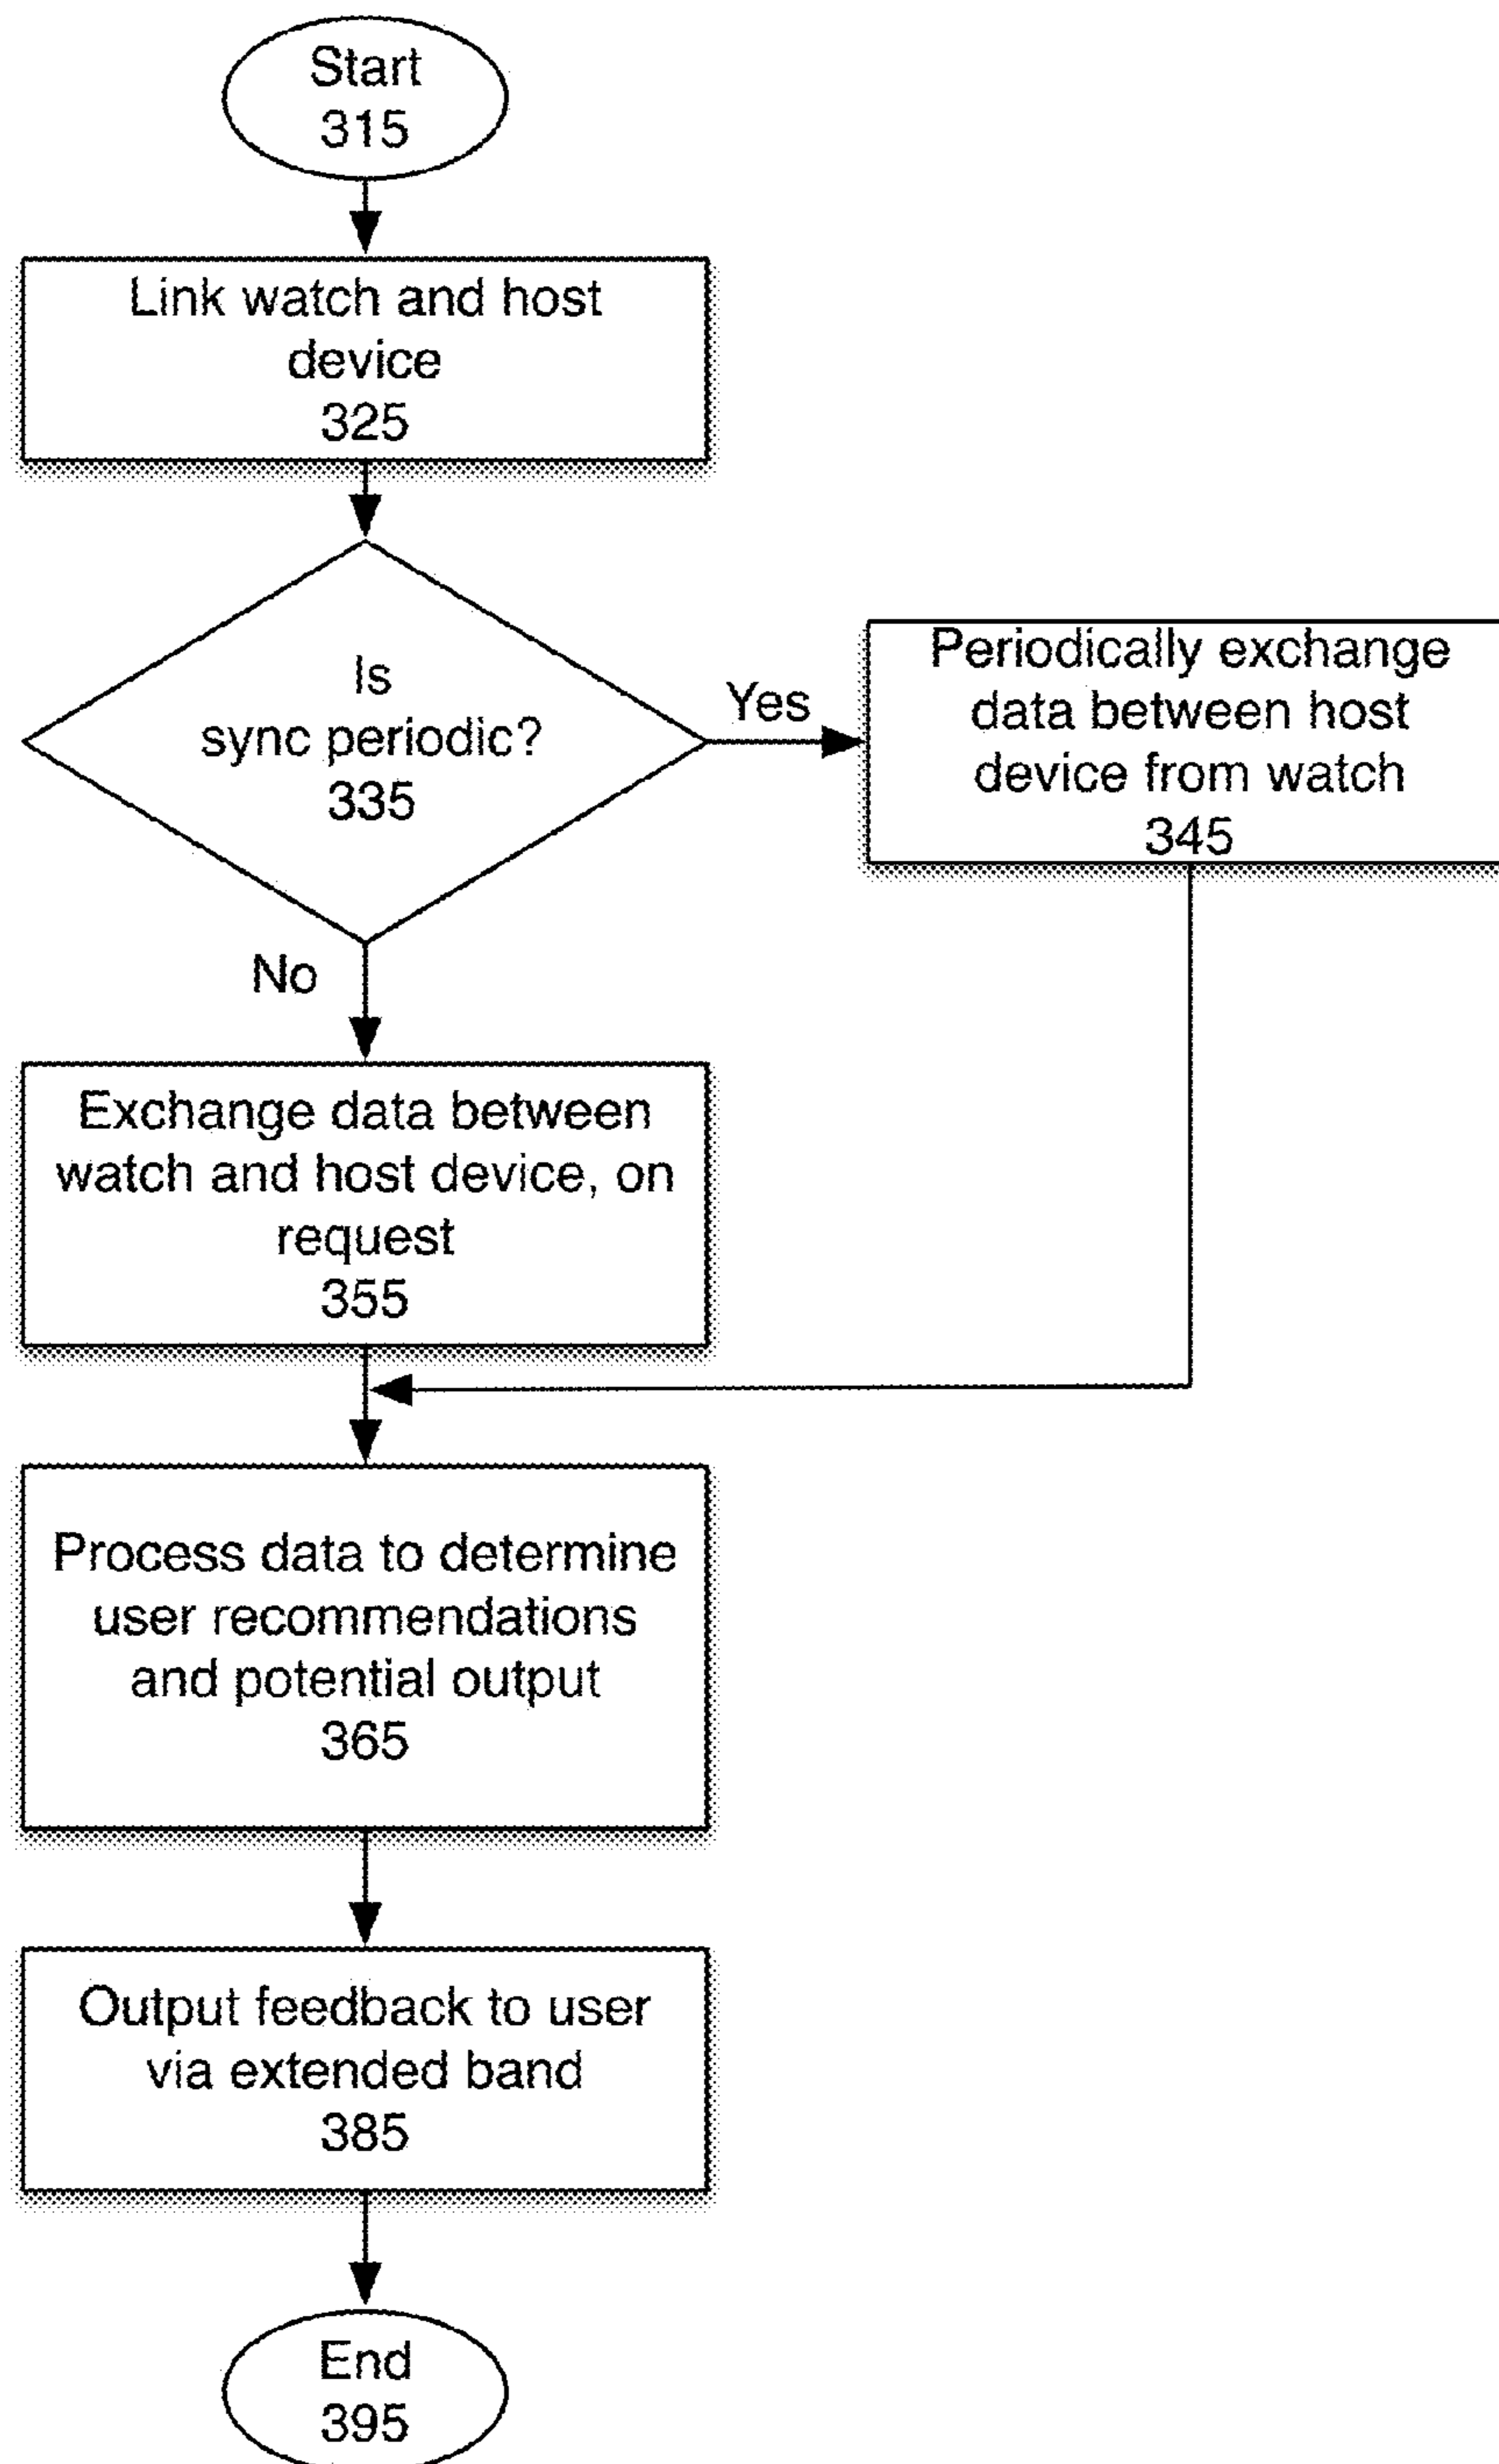 Start
315
Link watch and host
device
325
Is
sync periodic?
335
Yes
Periodically exchange
data between host
device from watch
345
No
Exchange data between
watch and host device, on
request
355
Process data to determine
user recommendations
and potential output
365
Output feedback to user
via extended band
385
End
395